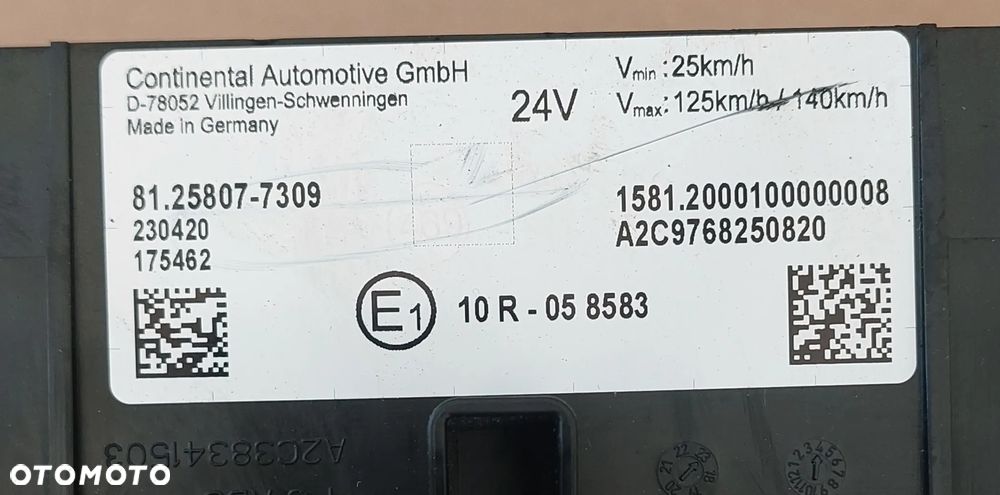 Continental Automotive GmbH
D-78052 Villingen-Schwenningen
Made in Germany
24V
Vmin : 25km/h
Vmax: 125km/h / 140km/h
81.25807-7309
230420
175462
1581.2000100000008
A2C9768250820
E1 10 R - 05 8583
A2C38341503
OTOMOTO